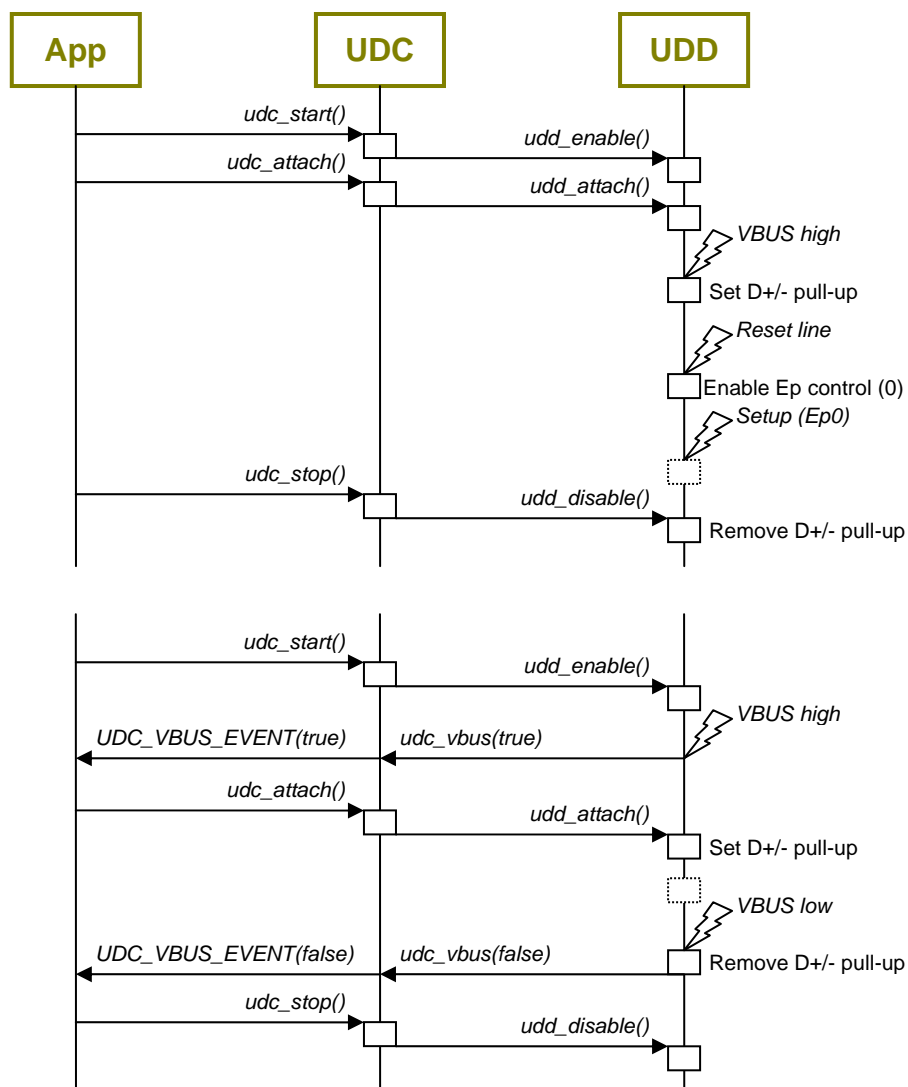 App
UDC
UDD
udc_start()
udd_enable()
udc_attach()
udd_attach()
VBUS high
Set D+/- pull-up
Reset line
Enable Ep control (0)
Setup (Ep0)
udc_stop()
udd_disable()
Remove D+/- pull-up
udc_start()
udd_enable()
VBUS high
UDC_VBUS_EVENT(true)
udc_vbus(true)
udc_attach()
udd_attach()
Set D+/- pull-up
VBUS low
UDC_VBUS_EVENT(false)
udc_vbus(false)
Remove D+/- pull-up
udc_stop()
udd_disable()